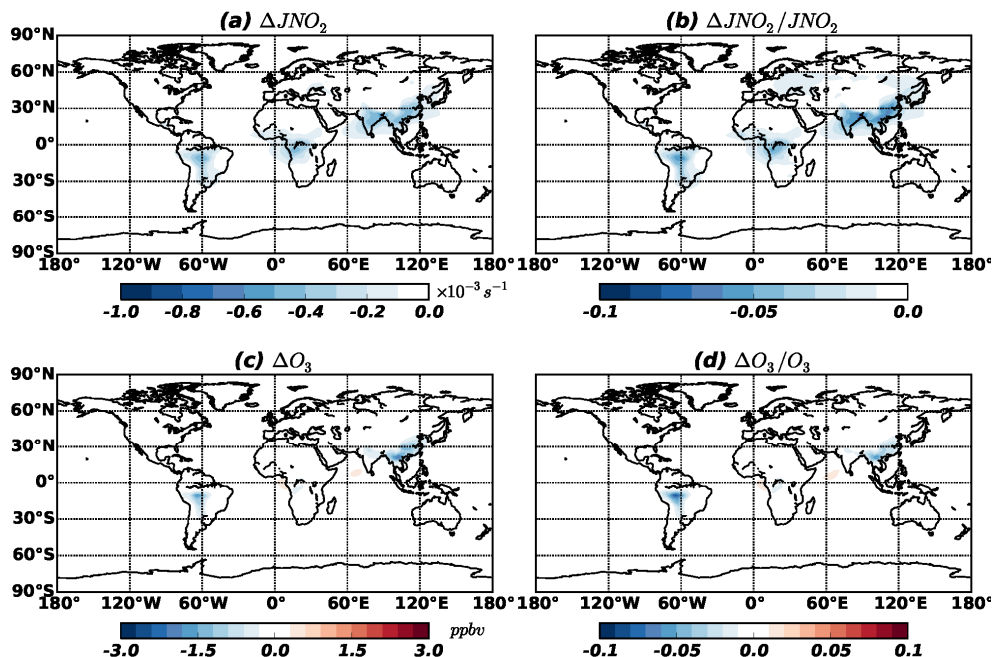 (a) ΔJNO₂ (b) ΔJNO₂/JNO₂
90°N
60°N
30°N
0°
30°S
60°S
90°S
180° 120°W 60°W 0° 60°E 120°E 180° 180° 120°W 60°W 0° 60°E 120°E 180°
×10⁻³ s⁻¹
-1.0 -0.8 -0.6 -0.4 -0.2 0.0 -0.1 -0.05 0.0
(c) ΔO₃ (d) ΔO₃/O₃
90°N
60°N
30°N
0°
30°S
60°S
90°S
180° 120°W 60°W 0° 60°E 120°E 180° 180° 120°W 60°W 0° 60°E 120°E 180°
ppbv
-3.0 -1.5 0.0 1.5 3.0 -0.1 -0.05 0.0 0.05 0.1